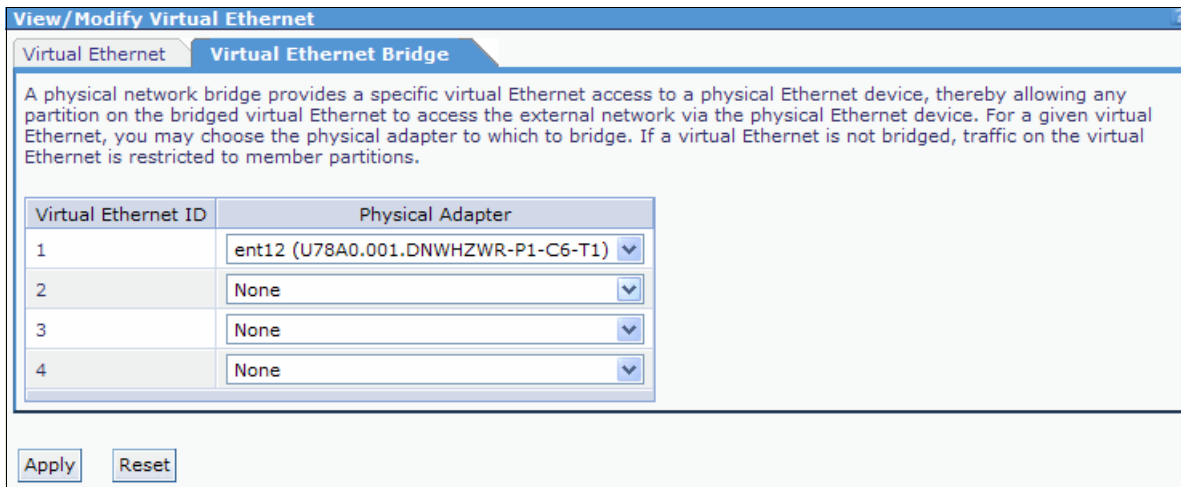 View/Modify Virtual Ethernet
Virtual Ethernet Virtual Ethernet Bridge
A physical network bridge provides a specific virtual Ethernet access to a physical Ethernet device, thereby allowing any
partition on the bridged virtual Ethernet to access the external network via the physical Ethernet device. For a given virtual
Ethernet, you may choose the physical adapter to which to bridge. If a virtual Ethernet is not bridged, traffic on the virtual
Ethernet is restricted to member partitions.
Virtual Ethernet ID Physical Adapter
1 ent12 (U78A0.001.DNWHZWR-P1-C6-T1)
2 None
3 None
4 None
Apply Reset